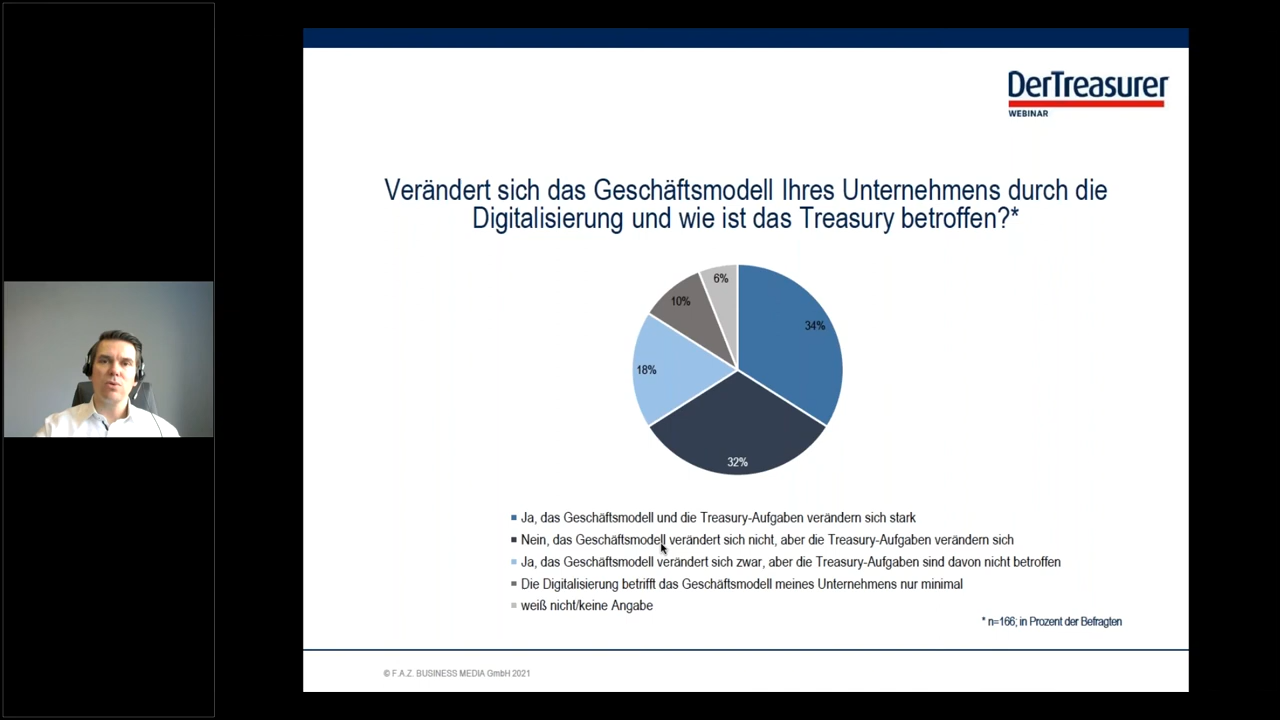 DerTreasurer
WEBINAR
Verändert sich das Geschäftsmodell Ihres Unternehmens durch die
Digitalisierung und wie ist das Treasury betroffen?*
6%
10%
34%
18%
32%
Ja, das Geschäftsmodell und die Treasury-Aufgaben verändern sich stark
Nein, das Geschäftsmodell verändert sich nicht, aber die Treasury-Aufgaben verändern sich
Ja, das Geschäftsmodell verändert sich zwar, aber die Treasury-Aufgaben sind davon nicht betroffen
Die Digitalisierung betrifft das Geschäftsmodell meines Unternehmens nur minimal
weiß nicht/keine Angabe
* n=166; in Prozent der Befragten
© F.A.Z. BUSINESS MEDIA GmbH 2021